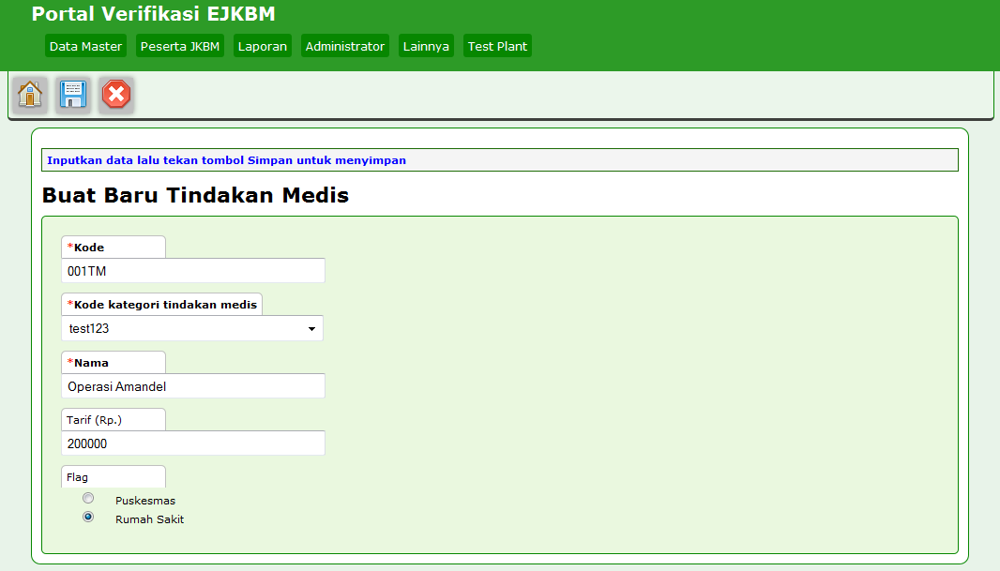 Portal Verifikasi EJKBM
Data Master Peserta JKBM Laporan Administrator Lainnya Test Plant
Inputkan data lalu tekan tombol Simpan untuk menyimpan
Buat Baru Tindakan Medis
*Kode
001TM
*Kode kategori tindakan medis
test123
*Nama
Operasi Amandel
Tarif (Rp.)
200000
Flag
Puskesmas
Rumah Sakit